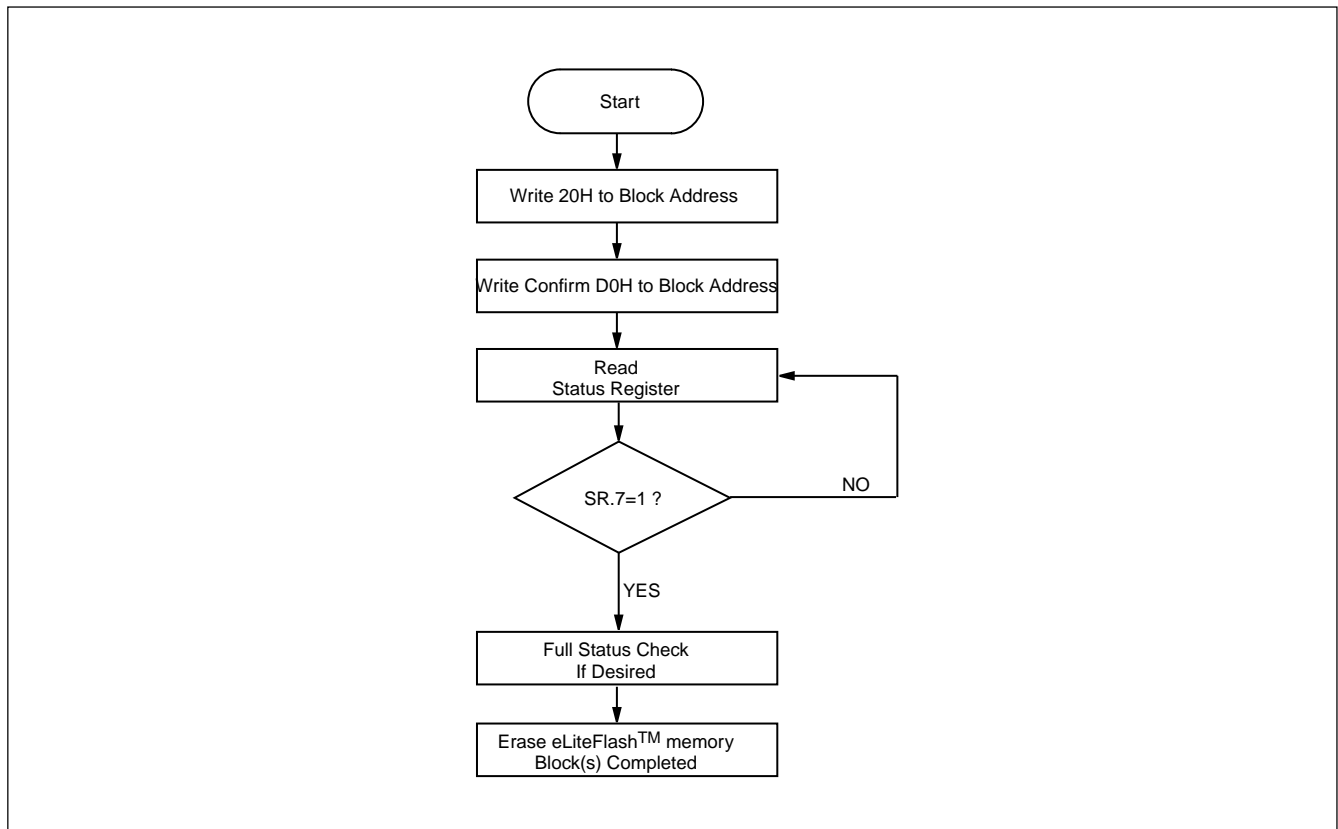 Start
Write 20H to Block Address
Write Confirm D0H to Block Address
Read
Status Register
SR.7=1 ?
NO
YES
Full Status Check
If Desired
Erase eLiteFlash™ memory
Block(s) Completed